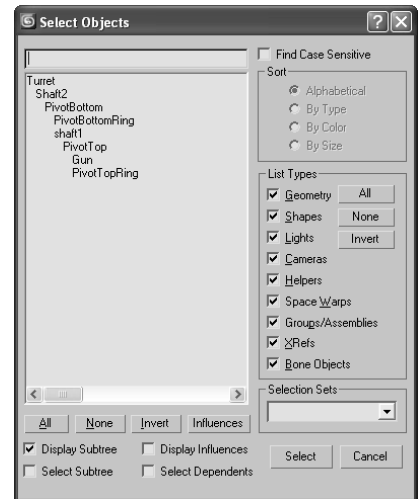 Select Objects
Find Case Sensitive
Turret
Shaft2
PivotBottom
PivotBottomRing
shaft1
PivotTop
Gun
PivotTopRing
Sort
Alphabetical
By Type
By Color
By Size
List Types
Geometry
All
Shapes
None
Lights
Invert
Cameras
Helpers
Space Warps
Groups/Assemblies
XRefs
Bone Objects
All None Invert Influences
Display Subtree
Display Influences
Select Subtree
Select Dependents
Selection Sets
Select Cancel